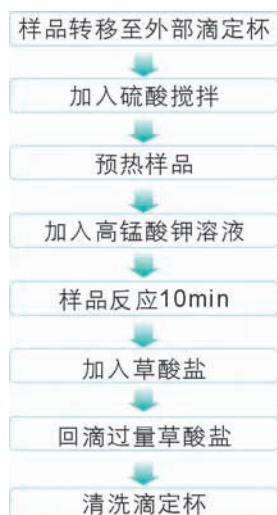 样品转移至外部滴定杯
加入硫酸搅拌
预热样品
加入高锰酸钾溶液
样品反应10min
加入草酸盐
回滴过量草酸盐
清洗滴定杯